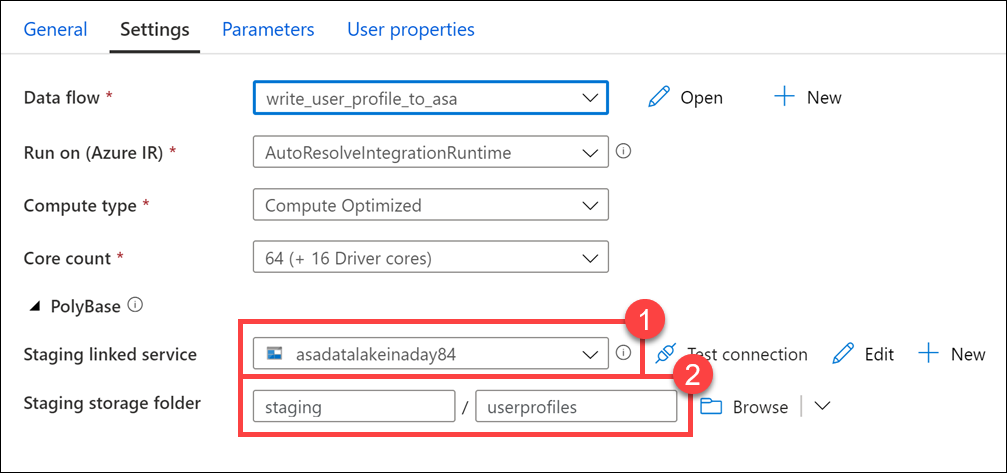 General Settings Parameters User properties
Data flow * write_user_profile_to_asa Open + New
Run on (Azure IR) * AutoResolveIntegrationRuntime
Compute type * Compute Optimized
Core count * 64 (+ 16 Driver cores)
PolyBase
1
Staging linked service asadatalakeinaday84 Test connection Edit + New
2
Staging storage folder staging / userprofiles Browse